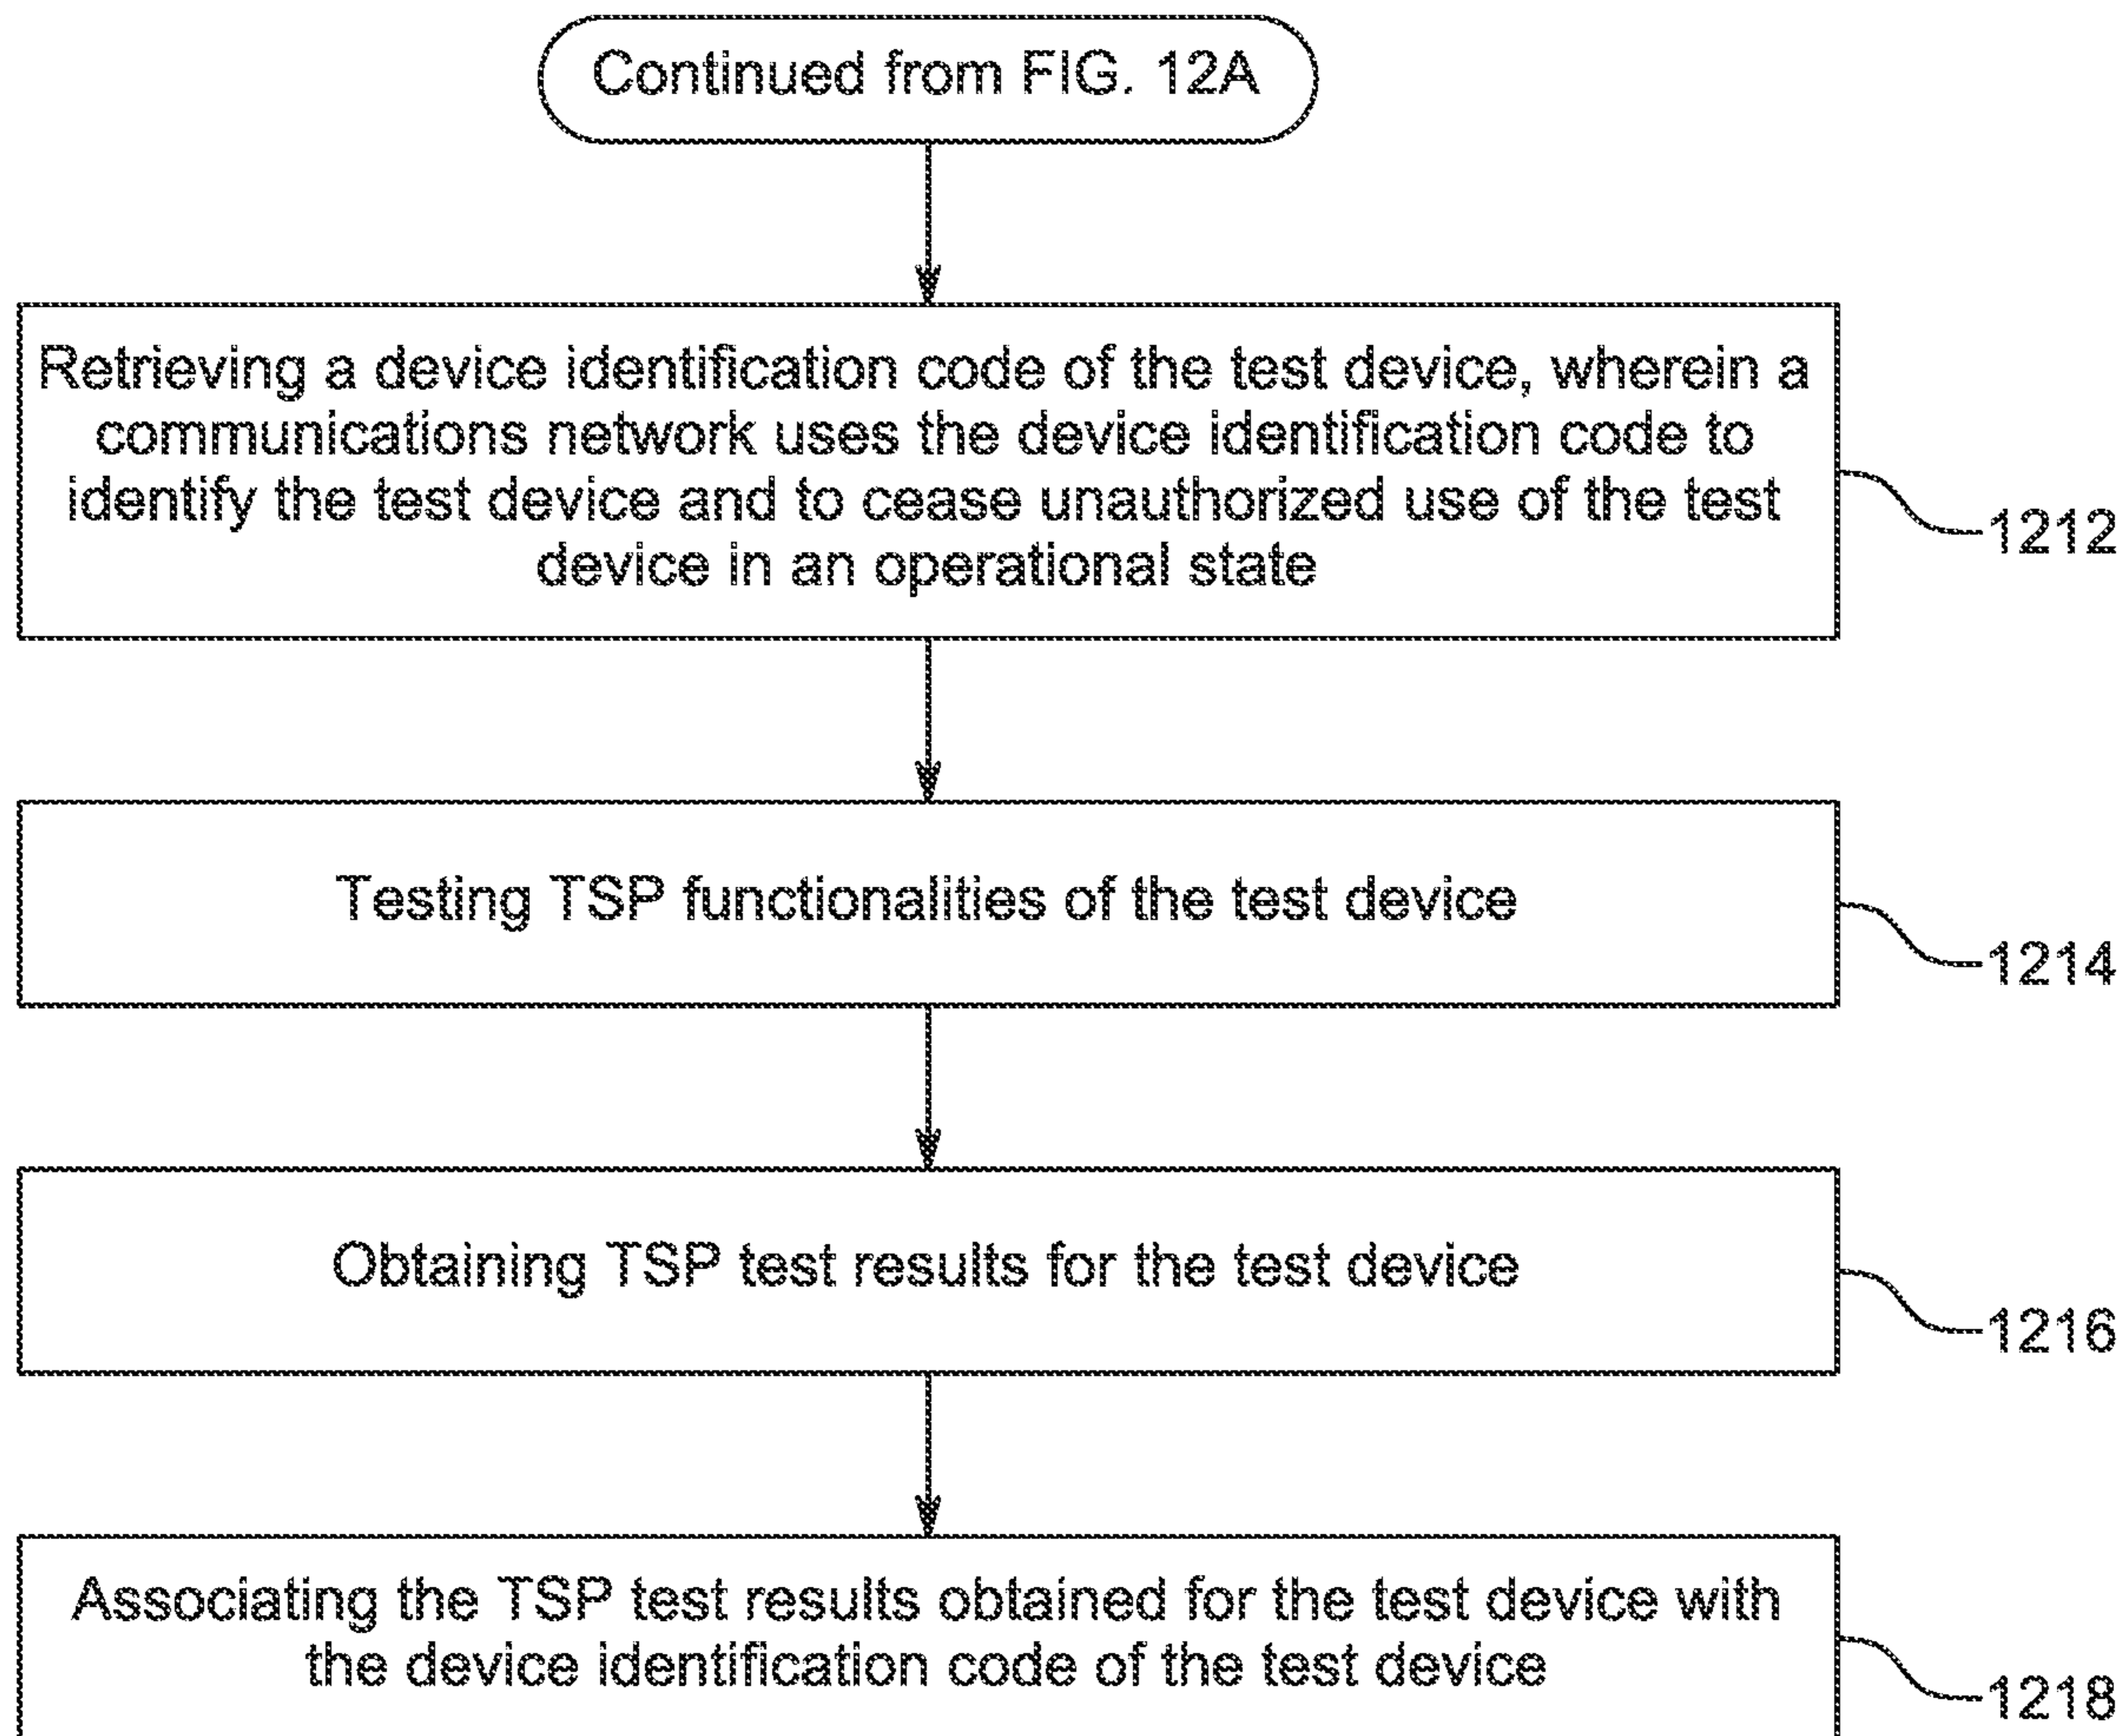 Continued from FIG. 12A
Retrieving a device identification code of the test device, wherein a
communications network uses the device identification code to
identify the test device and to cease unauthorized use of the test
device in an operational state
1212
Testing TSP functionalities of the test device
1214
Obtaining TSP test results for the test device
1216
Associating the TSP test results obtained for the test device with
the device identification code of the test device
1218